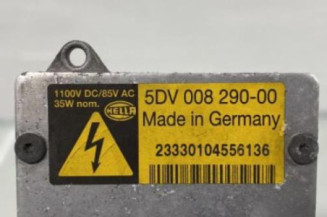 1100V DC/85V AC
35W nom.
HELLA
5DV 008 290-00
Made in Germany
23330104556136